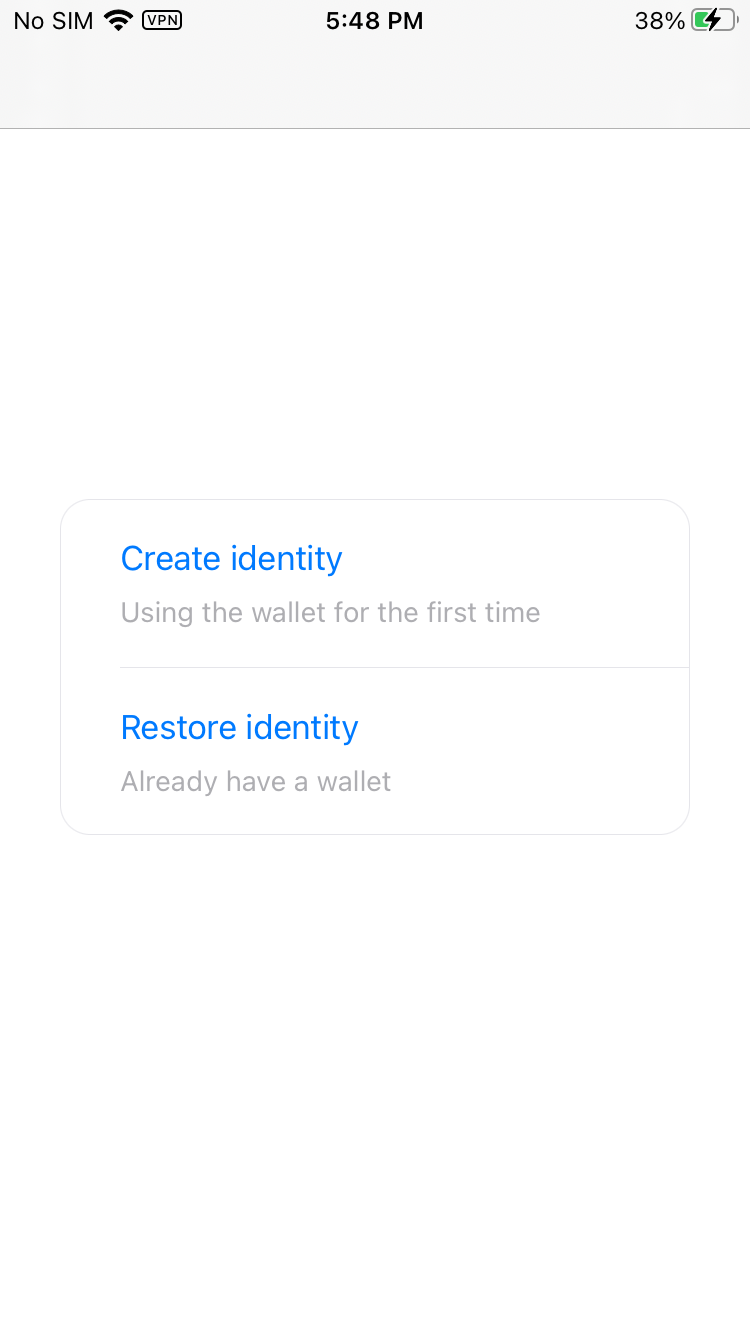 No SIM VPN 5:48 PM 38%
Create identity
Using the wallet for the first time
Restore identity
Already have a wallet